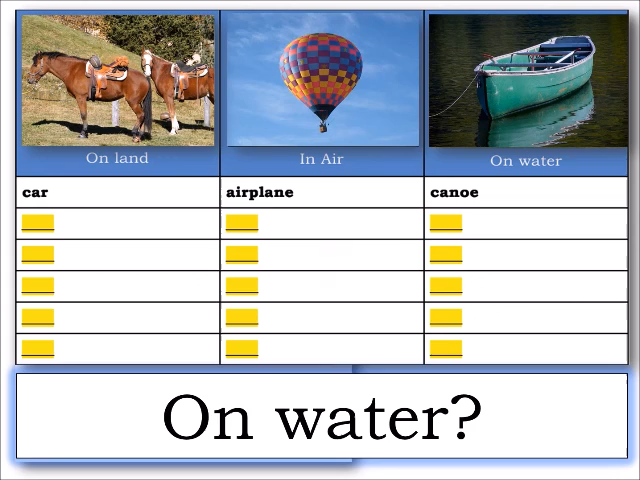 On land
In Air
On water
car
airplane
canoe
On water?